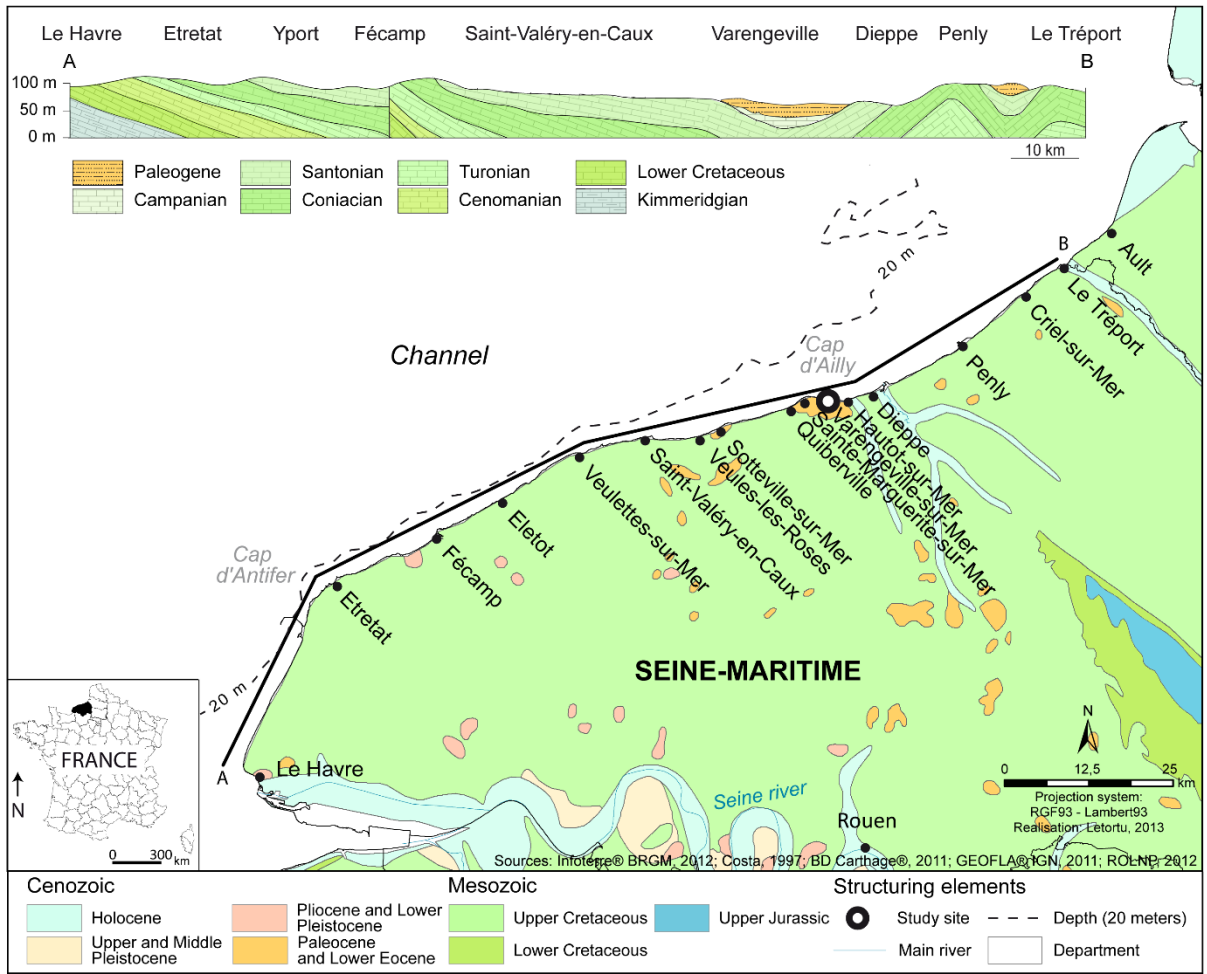 Le Havre Etretat Yport Fécamp Saint-Valéry-en-Caux Varengeville Dieppe Penly Le Tréport
A B
100 m
50 m
0 m
10 km
Paleogene Santonian Turonian Lower Cretaceous
Campanian Coniacian Cenomanian Kimmeridgian
20 m
B
Ault
Le Tréport
Criel-sur-Mer
Penly
Channel
Cap
d'Ailly
Dieppe
Hautot-sur-Mer
Varengeville-sur-Mer
Sainte-Marguerite-sur-Mer
Quiberville
Sotteville-sur-Mer
Veules-les-Roses
Saint-Valéry-en-Caux
Veulettes-sur-Mer
Eletot
Fécamp
Cap
d'Antifer
Etretat
SEINE-MARITIME
20 m
A
Le Havre
Seine river
Rouen
FRANCE
N
0 300 km
N
0 12,5 25
km
Projection system:
RGF93 - Lambert93
Realisation: Letortu, 2013
Sources: Infoterre® BRGM, 2012; Costa, 1997; BD Carthage®, 2011; GEOFLA® IGN, 2011; ROLNP, 2012
Cenozoic Mesozoic Structuring elements
Holocene
Upper and Middle
Pleistocene
Pliocene and Lower
Pleistocene
Paleocene
and Lower Eocene
Upper Cretaceous
Lower Cretaceous
Upper Jurassic
Study site
Main river
Depth (20 meters)
Department